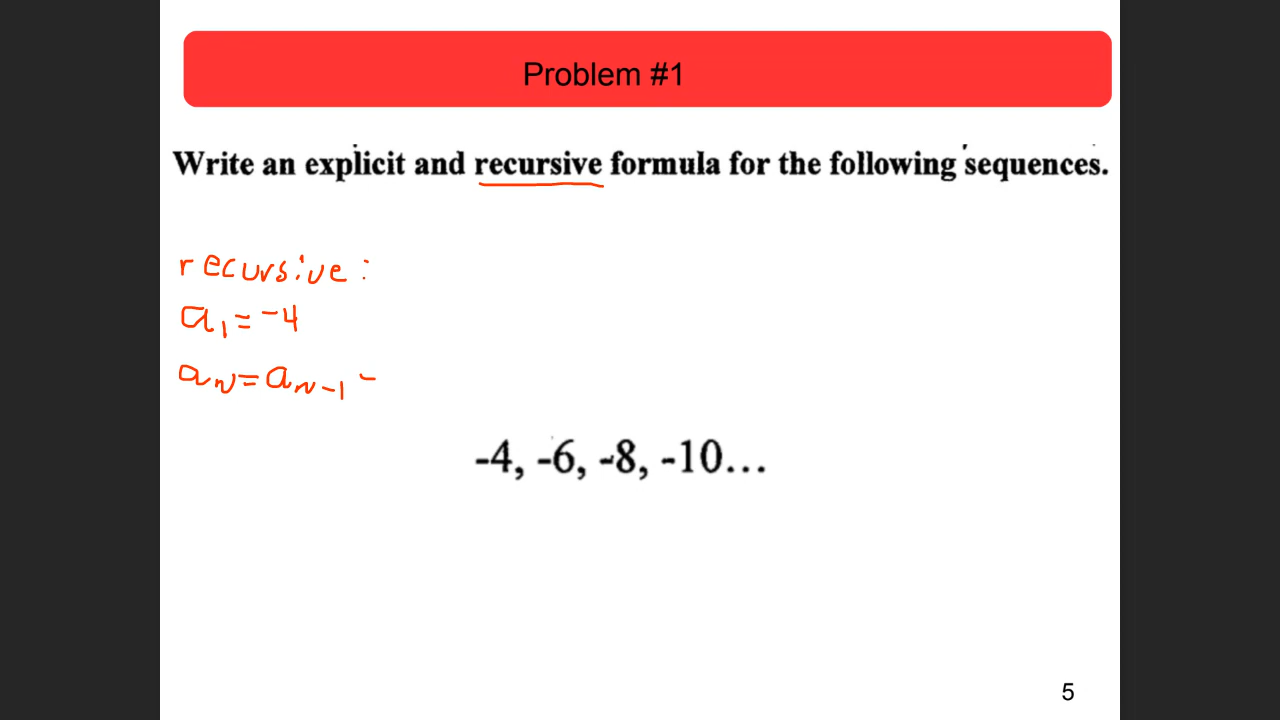 Problem #1
Write an explicit and recursive formula for the following sequences.
recursive:
a₁ = -4
aₙ = aₙ₋₁ -
-4, -6, -8, -10...
5